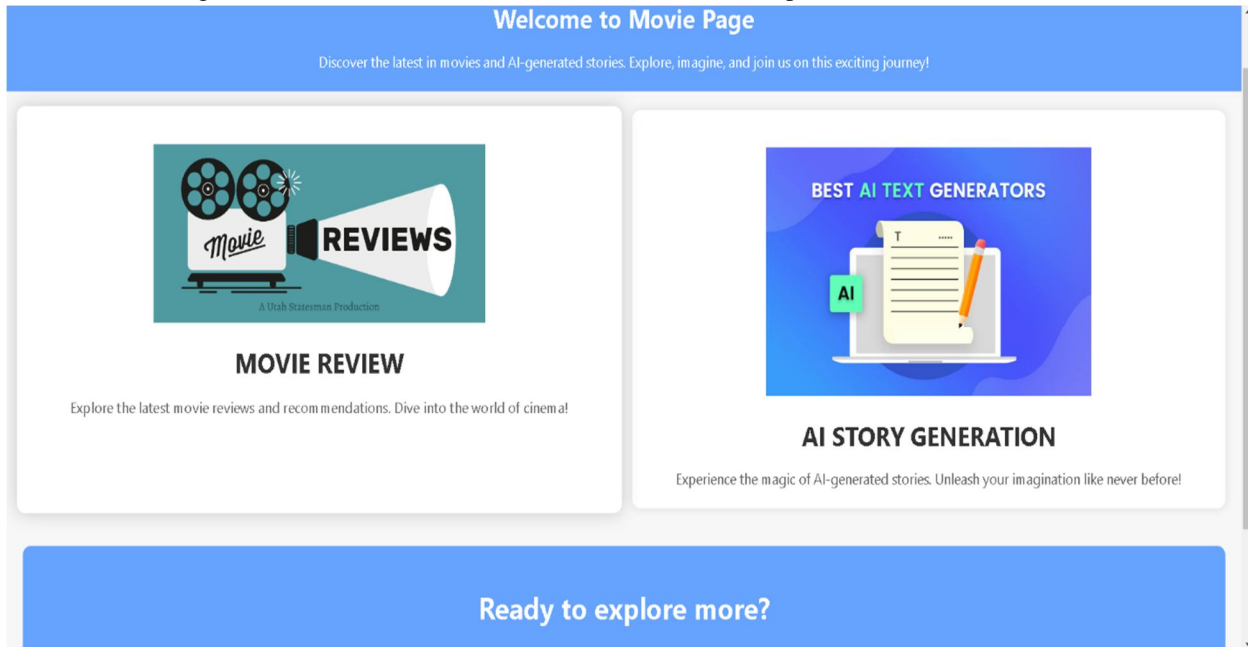 Welcome to Movie Page
Discover the latest in movies and AI-generated stories. Explore, imagine, and join us on this exciting journey!
Movie REVIEWS
A Utah Statesman Production
MOVIE REVIEW
Explore the latest movie reviews and recommendations. Dive into the world of cinema!
BEST AI TEXT GENERATORS
T .....
AI
AI STORY GENERATION
Experience the magic of AI-generated stories. Unleash your imagination like never before!
Ready to explore more?